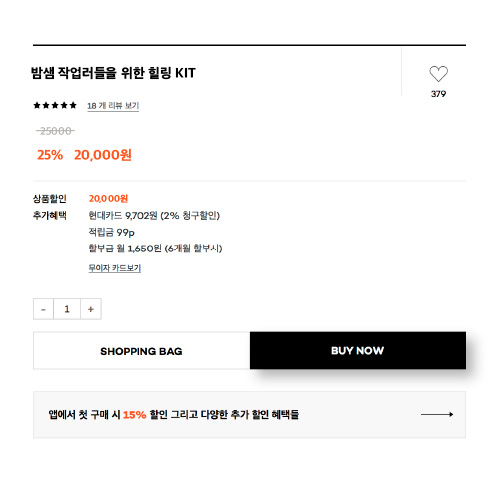 밤샘 작업러들을 위한 힐링 KIT
379
18 개 리뷰 보기
25000
25% 20,000원
상품할인 20,000원
추가혜택 현대카드 9,702원 (2% 청구할인)
적립금 99p
할부금 월 1,650원 (6개월 할부시)
무이자 카드보기
- 1 +
SHOPPING BAG
BUY NOW
앱에서 첫 구매 시 15% 할인 그리고 다양한 추가 할인 혜택들